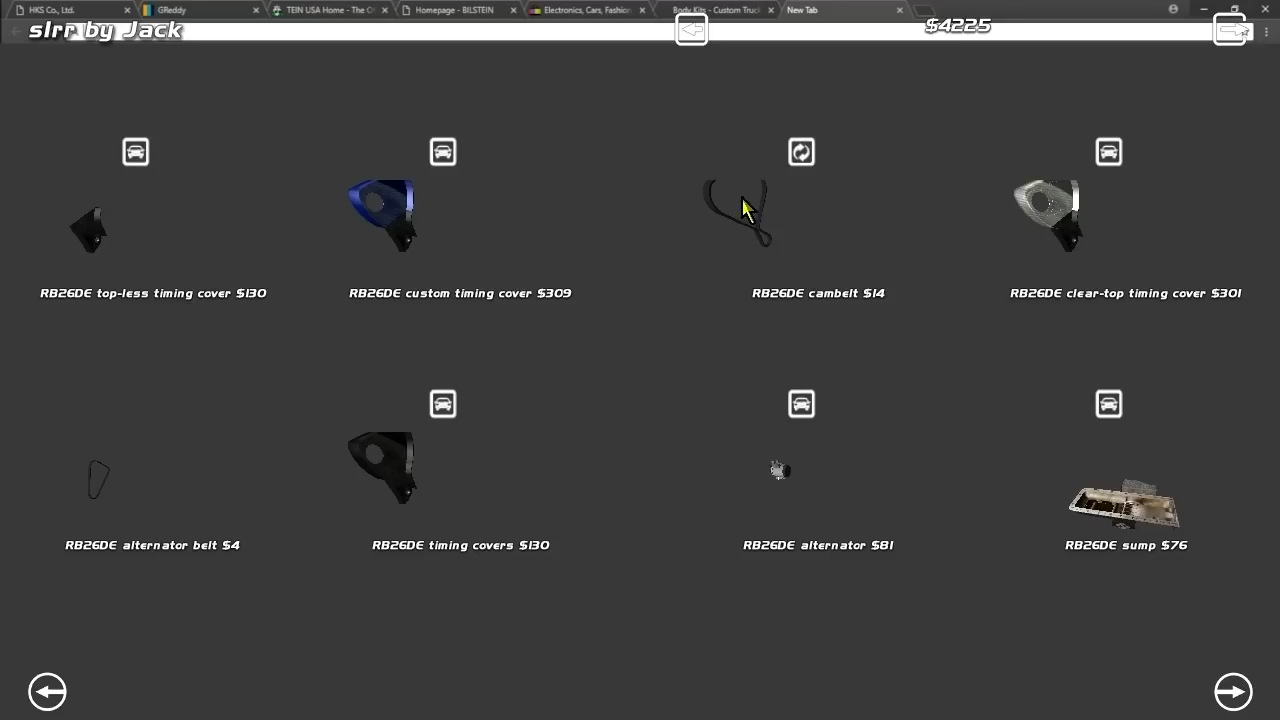 HKS Co., Ltd.
GReddy
TEIN USA Home - The O
Homepage - BILSTEIN
Electronics, Cars, Fashion
Body Kits - Custom Truc
New Tab
slrr by Jack
$4225
RB26DE top-less timing cover $130
RB26DE custom timing cover $309
RB26DE cambelt $14
RB26DE clear-top timing cover $301
RB26DE alternator belt $4
RB26DE timing covers $130
RB26DE alternator $81
RB26DE sump $76